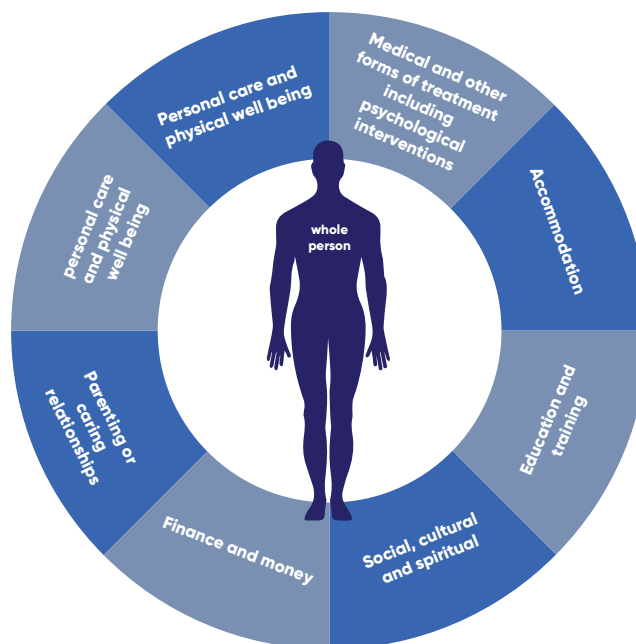 Medical and other
forms of treatment
including
psychological
interventions
Accommodation
Education and
training
Social, cultural
and spiritual
Finance and money
Parenting or
caring
relationships
personal care
and physical
well being
Personal care and
physical well being
whole
person